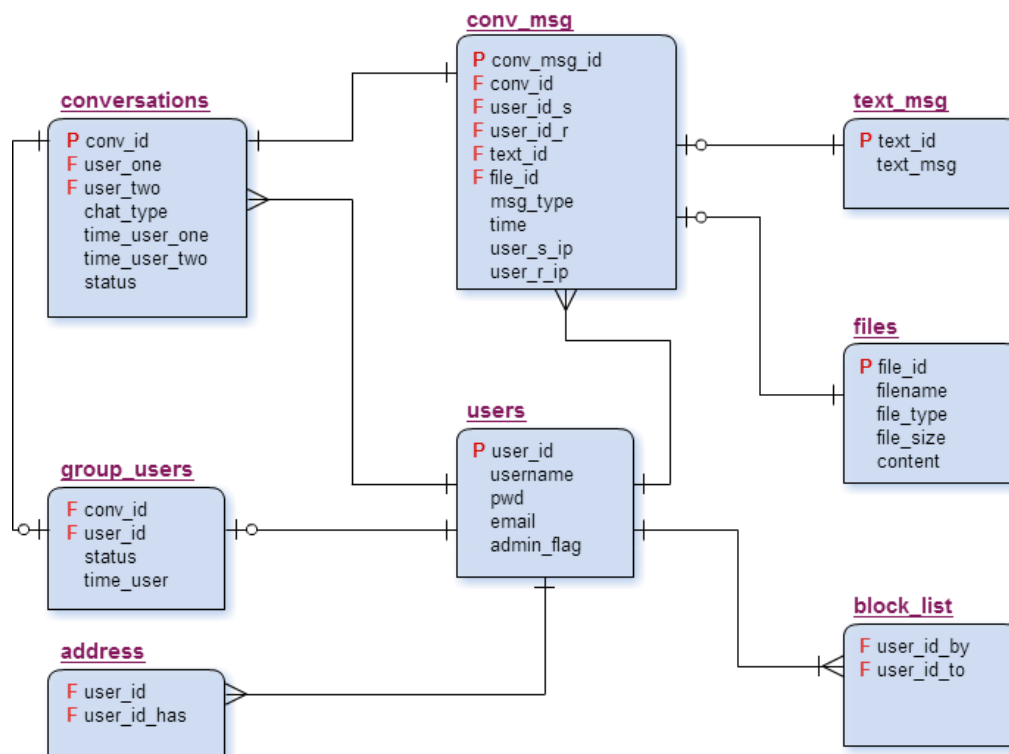 conv_msg
P conv_msg_id
F conv_id
F user_id_s
F user_id_r
F text_id
F file_id
msg_type
time
user_s_ip
user_r_ip
conversations
P conv_id
F user_one
F user_two
chat_type
time_user_one
time_user_two
status
text_msg
P text_id
text_msg
files
P file_id
filename
file_type
file_size
content
users
P user_id
username
pwd
email
admin_flag
group_users
F conv_id
F user_id
status
time_user
block_list
F user_id_by
F user_id_to
address
F user_id
F user_id_has